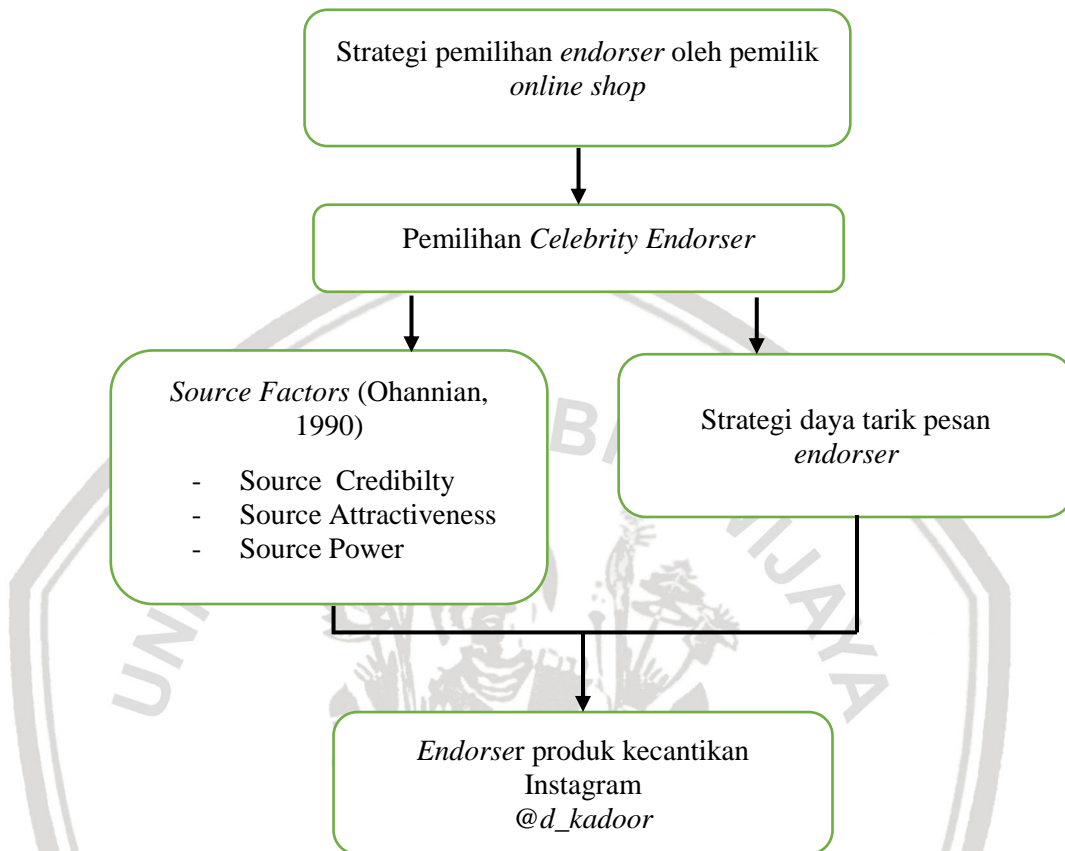 Strategi pemilihan endorser oleh pemilik
online shop
Pemilihan Celebrity Endorser
Source Factors (Ohannian,
1990)
- Source Credibilty
- Source Attractiveness
- Source Power
Strategi daya tarik pesan
endorser
Endorser produk kecantikan
Instagram
@d_kadoor